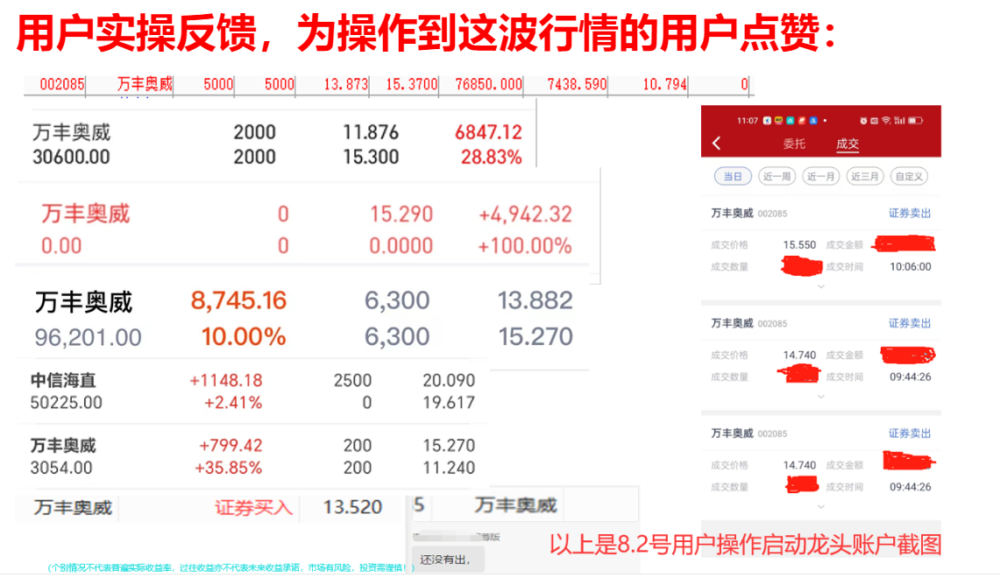 用户实操反馈，为操作到这波行情的用户点赞：
002085 万丰奥威 5000 5000 13.873 15.3700 76850.000 7438.590 10.794 0
万丰奥威 2000 11.876 6847.12
30600.00 2000 15.300 28.83%
万丰奥威 0 15.290 +4,942.32
0.00 0 0.0000 +100.00%
万丰奥威 8,745.16 6,300 13.882
96,201.00 10.00% 6,300 15.270
中信海直 +1148.18 2500 20.090
50225.00 +2.41% 0 19.617
万丰奥威 +799.42 200 15.270
3054.00 +35.85% 200 11.240
万丰奥威 证券买入 13.520
5 万丰奥威
尊版
还没有出，
11:07
委托 成交
当日 近一周 近一月 近三月 自定义
万丰奥威 002085 证券卖出
成交价格 15.550 成交金额
成交数量 成交时间 10:06:00
万丰奥威 002085 证券卖出
成交价格 14.740 成交金额
成交数量 成交时间 09:44:26
万丰奥威 002085 证券卖出
成交价格 14.740 成交金额
成交数量 成交时间 09:44:26
以上是8.2号用户操作启动龙头账户截图
(个别情况不代表普遍实际收益率，过往收益亦不代表未来收益承诺，市场有风险，投资需谨慎！)